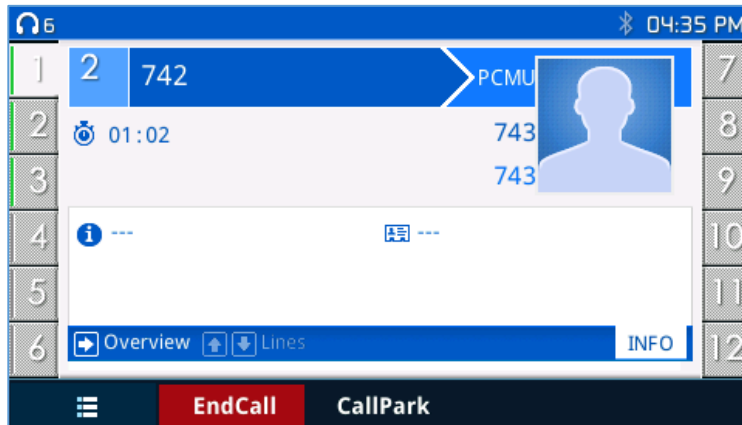 6 04:35 PM
1 2 742 PCMU 7
2 01:02 743 8
3 743 9
4 --- --- 10
5 11
6 Overview Lines INFO 12
EndCall CallPark